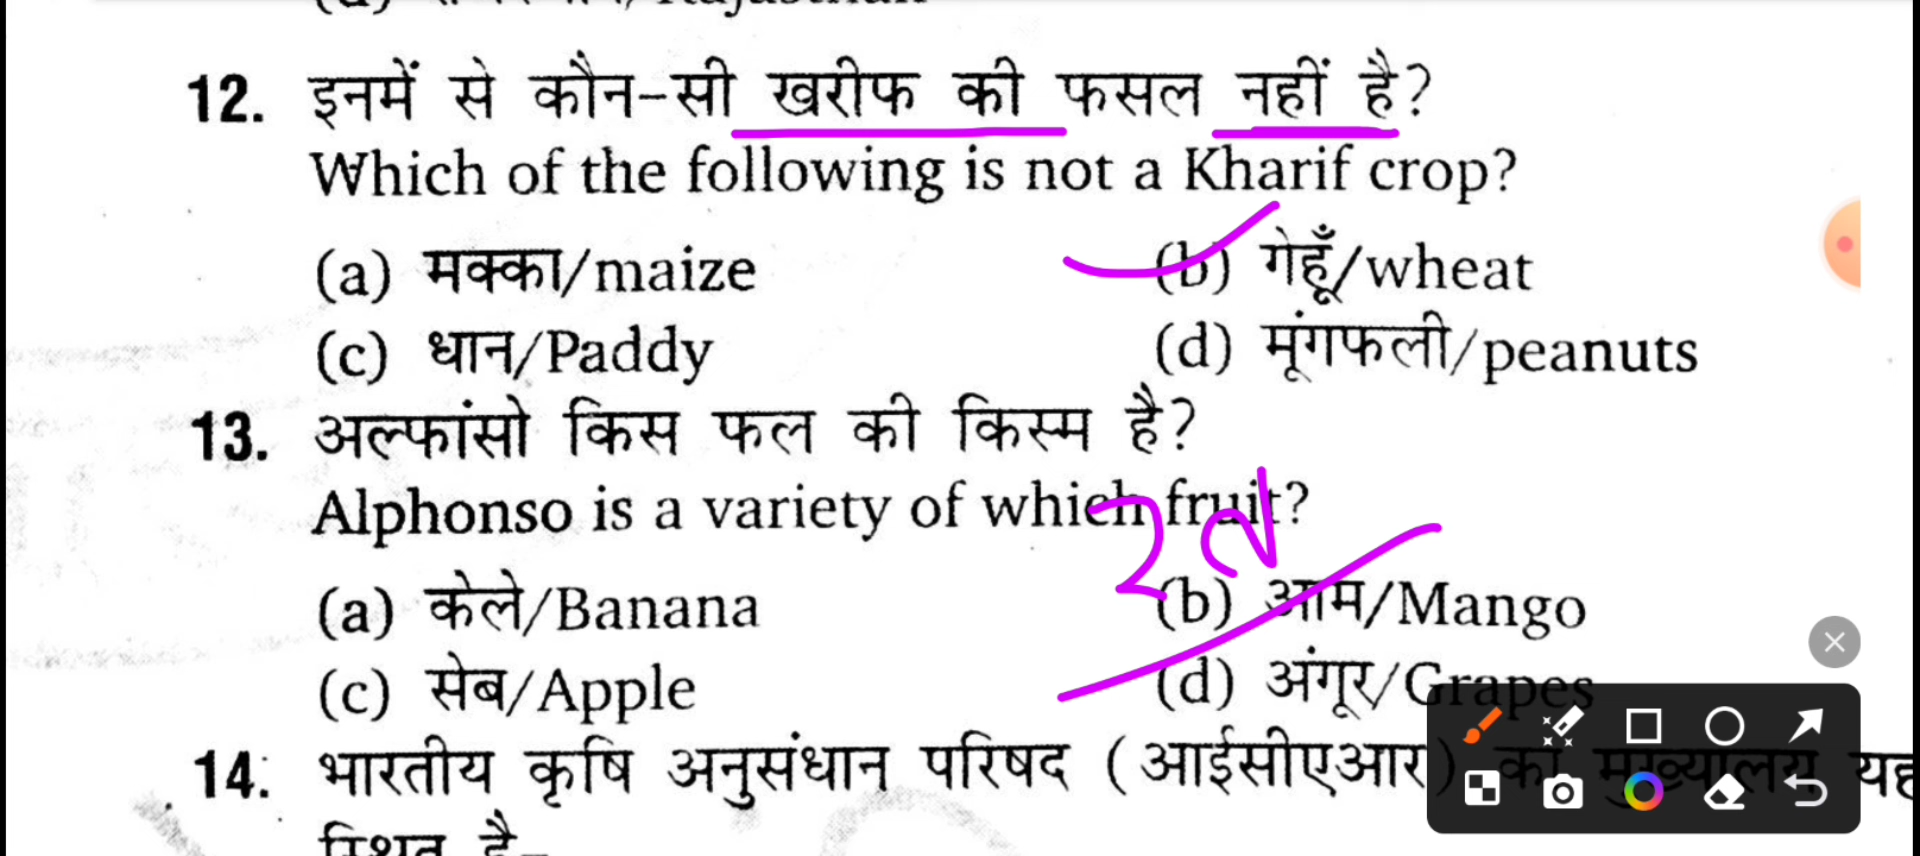 12. इनमें से कौन-सी खरीफ की फसल नहीं है?
Which of the following is not a Kharif crop?
(a) मक्का/maize (b) गेहूँ/wheat
(c) धान/Paddy (d) मूंगफली/peanuts
13. अल्फांसो किस फल की किस्म है?
Alphonso is a variety of which fruit?
(a) केले/Banana (b) आम/Mango
(c) सेब/Apple (d) अंगूर/Grapes
14. भारतीय कृषि अनुसंधान परिषद (आईसीएआर) का मुख्यालय